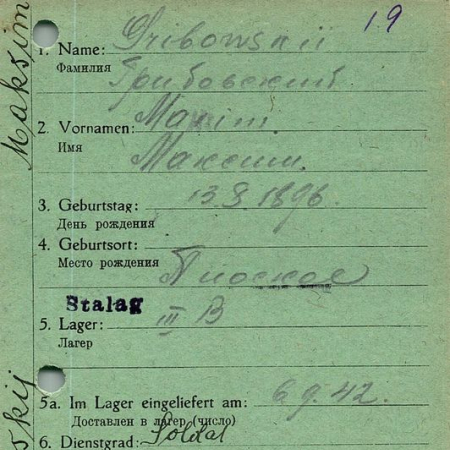 Maksim
19
1. Name: Gribowskii
Фамилия Грибовский
2. Vornamen: Maxim
Имя Максим
3. Geburtstag: 13.8.1896.
День рождения
4. Geburtsort:
Место рождения Плоское
Stalag
5. Lager: III B
Лагер
5a. Im Lager eingeliefert am: 6.9.42.
Доставлен в лагер (число)
6. Dienstgrad: Soldat
skij